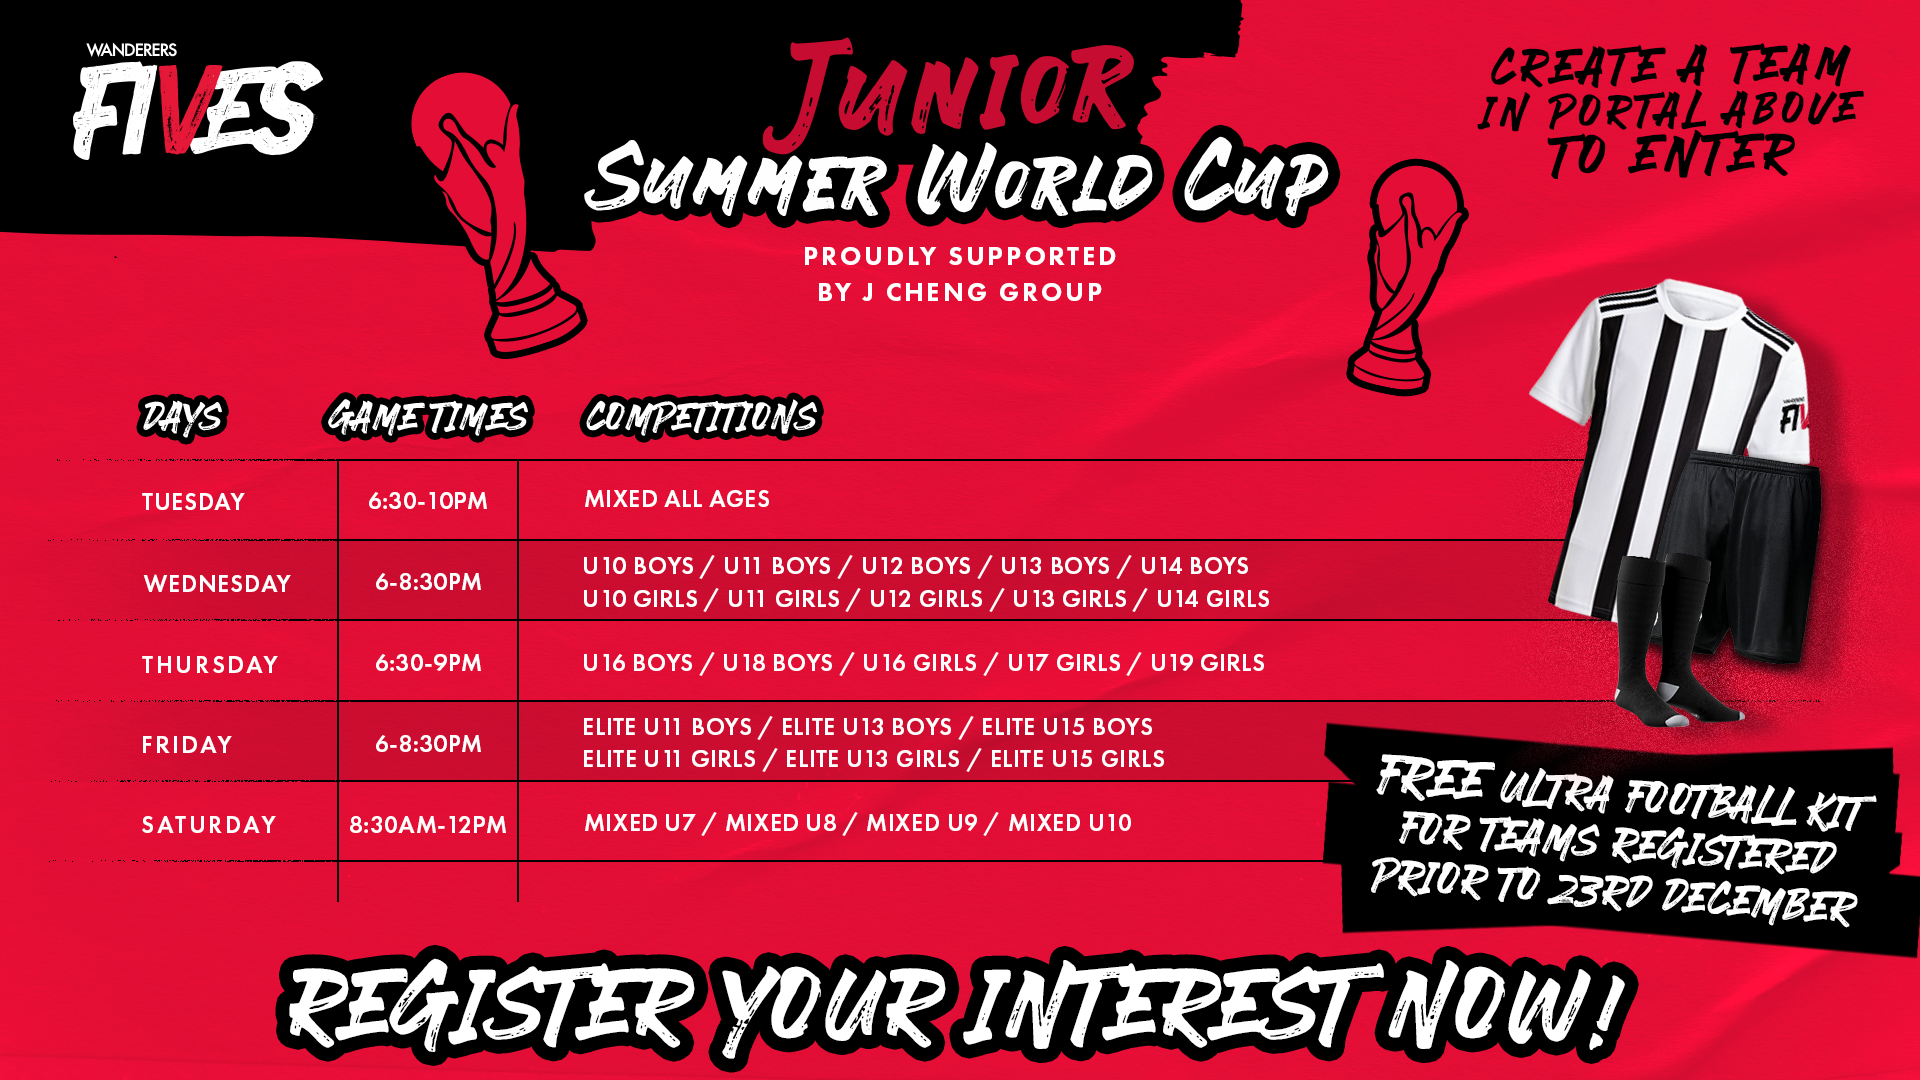 WANDERERS
FIVES
JUNIOR
SUMMER WORLD CUP
PROUDLY SUPPORTED
BY J CHENG GROUP
CREATE A TEAM
IN PORTAL ABOVE
TO ENTER
DAYS GAME TIMES COMPETITIONS
TUESDAY 6:30-10PM MIXED ALL AGES
WEDNESDAY 6-8:30PM U10 BOYS / U11 BOYS / U12 BOYS / U13 BOYS / U14 BOYS
U10 GIRLS / U11 GIRLS / U12 GIRLS / U13 GIRLS / U14 GIRLS
THURSDAY 6:30-9PM U16 BOYS / U18 BOYS / U16 GIRLS / U17 GIRLS / U19 GIRLS
FRIDAY 6-8:30PM ELITE U11 BOYS / ELITE U13 BOYS / ELITE U15 BOYS
ELITE U11 GIRLS / ELITE U13 GIRLS / ELITE U15 GIRLS
SATURDAY 8:30AM-12PM MIXED U7 / MIXED U8 / MIXED U9 / MIXED U10
FREE ULTRA FOOTBALL KIT
FOR TEAMS REGISTERED
PRIOR TO 23RD DECEMBER
REGISTER YOUR INTEREST NOW!